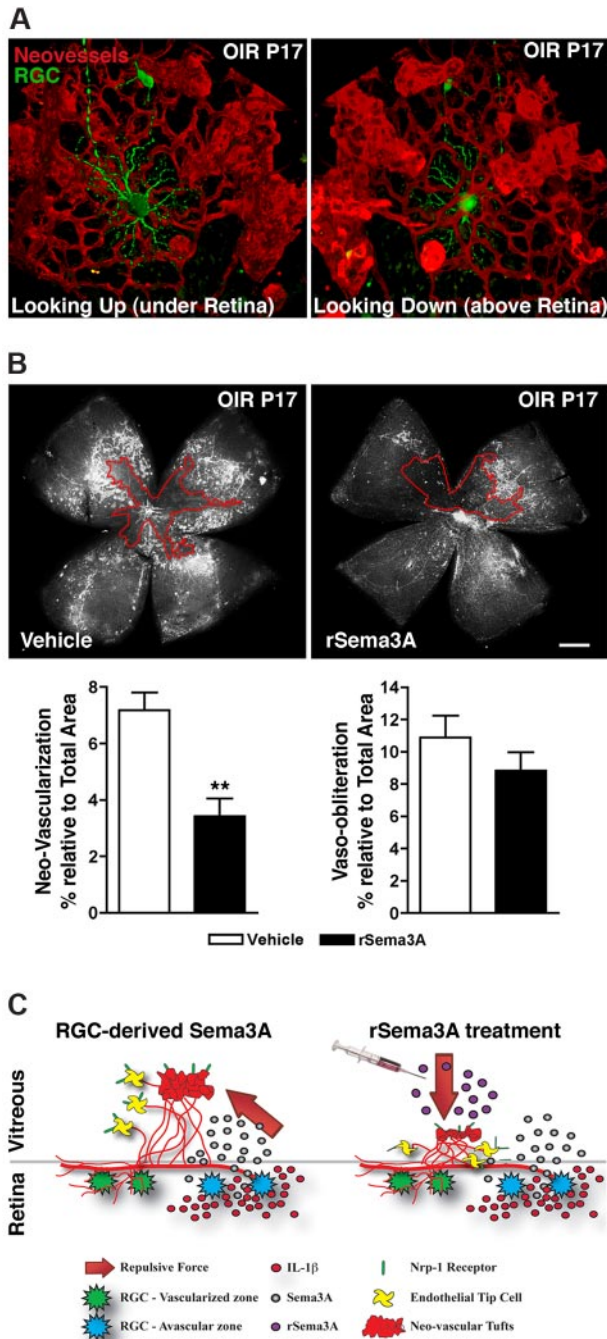 A
Neovessels
RGC
OIR P17
Looking Up (under Retina)
OIR P17
Looking Down (above Retina)
B
OIR P17
Vehicle
OIR P17
rSema3A
Neo-Vascularization
% relative to Total Area
8
6
4
2
0
**
Vaso-obliteration
% relative to Total Area
14
12
10
8
6
4
2
0
Vehicle rSema3A
C
RGC-derived Sema3A
rSema3A treatment
Vitreous
Retina
Repulsive Force
IL-1β
Nrp-1 Receptor
RGC - Vascularized zone
Sema3A
Endothelial Tip Cell
RGC - Avascular zone
rSema3A
Neo-vascular Tufts